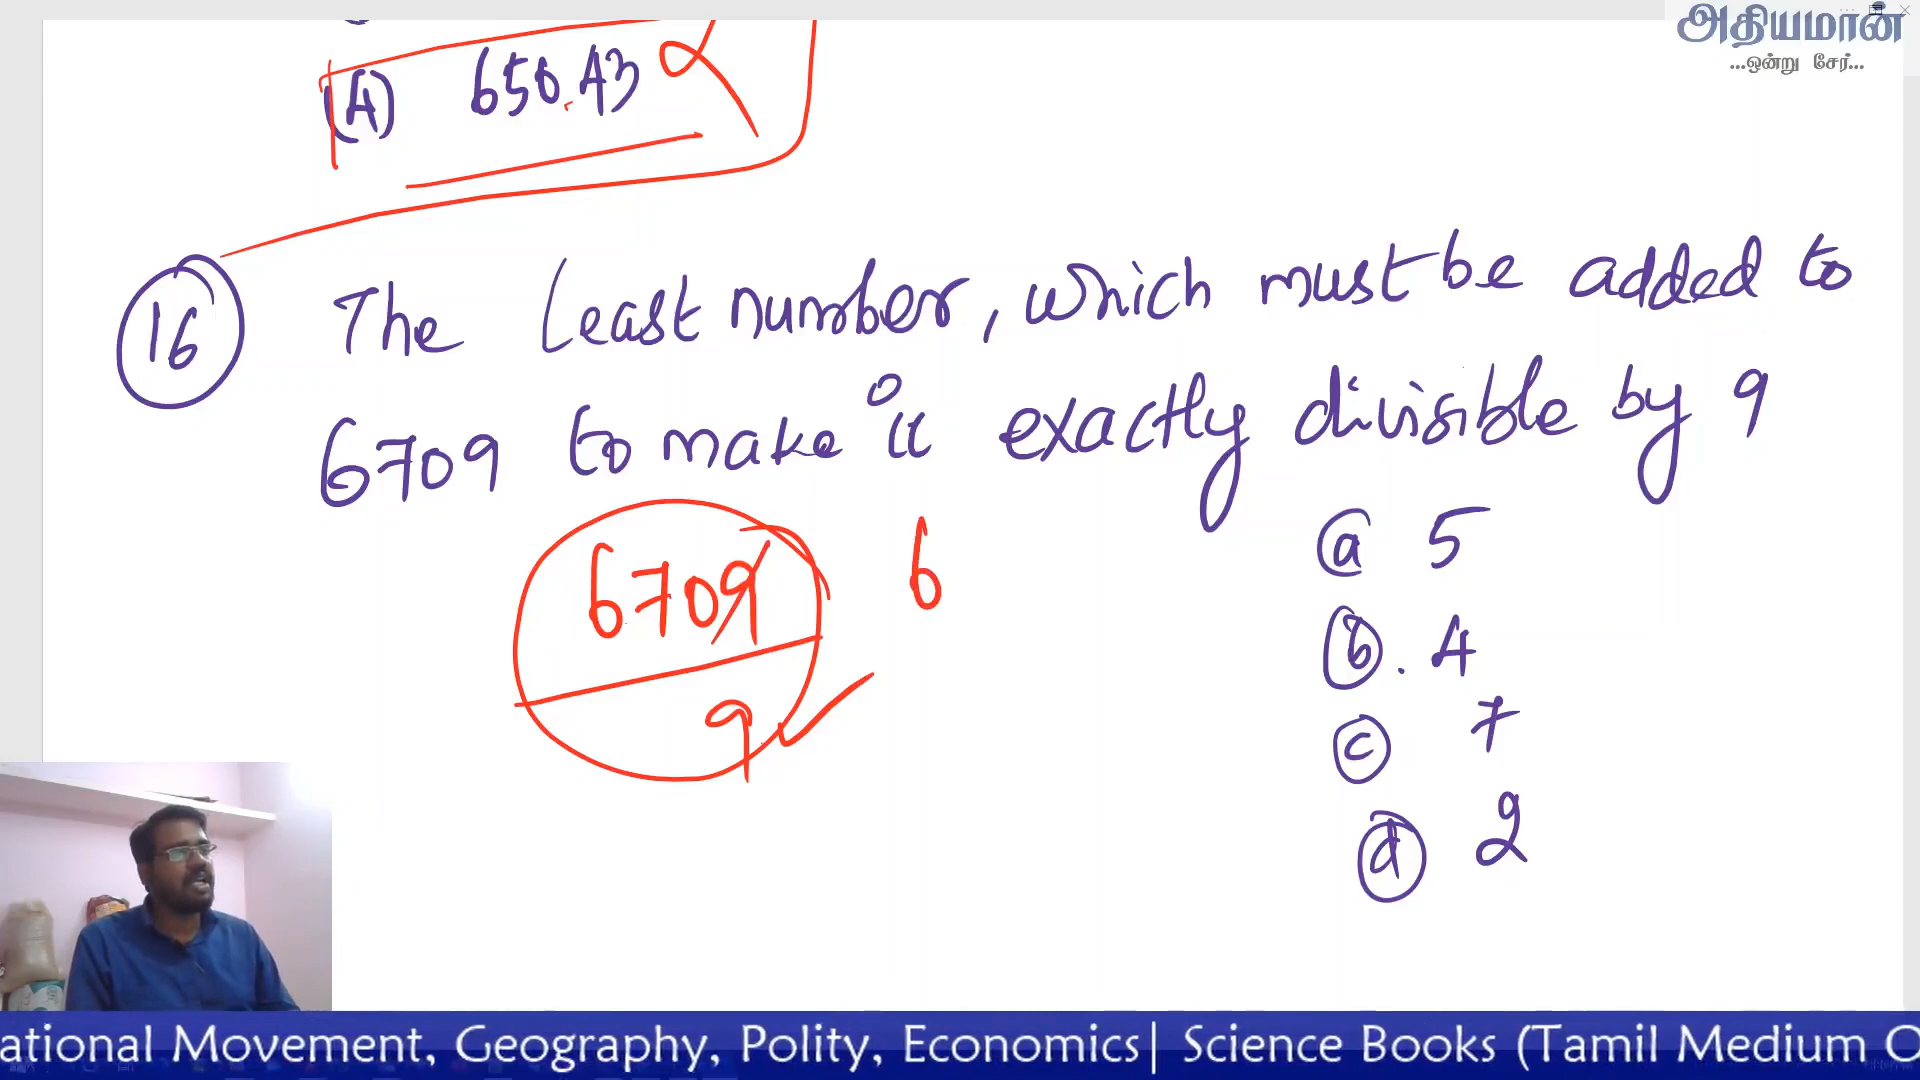 அதியமான்
...ஒன்று சேர்...
(A) 650.43
16 The least number, which must be added to
6709 to make it exactly divisible by 9
6709 6
9
a 5
b. 4
c 7
d 2
ational Movement, Geography, Polity, Economics| Science Books (Tamil Medium O